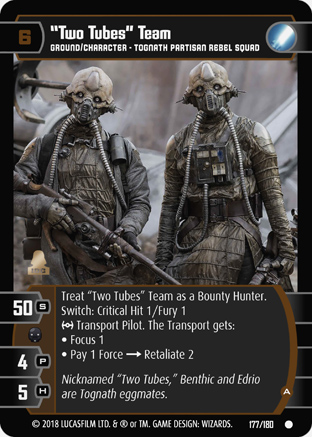 6
“Two Tubes” Team
GROUND/CHARACTER - TOGNATH PARTISAN REBEL SQUAD
50 S
4 P
5 H
Treat “Two Tubes” Team as a Bounty Hunter.
Switch: Critical Hit 1/Fury 1
Transport Pilot. The Transport gets:
• Focus 1
• Pay 1 Force → Retaliate 2
Nicknamed “Two Tubes,” Benthic and Edrio
are Tognath eggmates.
A
© 2018 LUCASFILM LTD. & ® or TM. GAME DESIGN: WIZARDS.
177/180